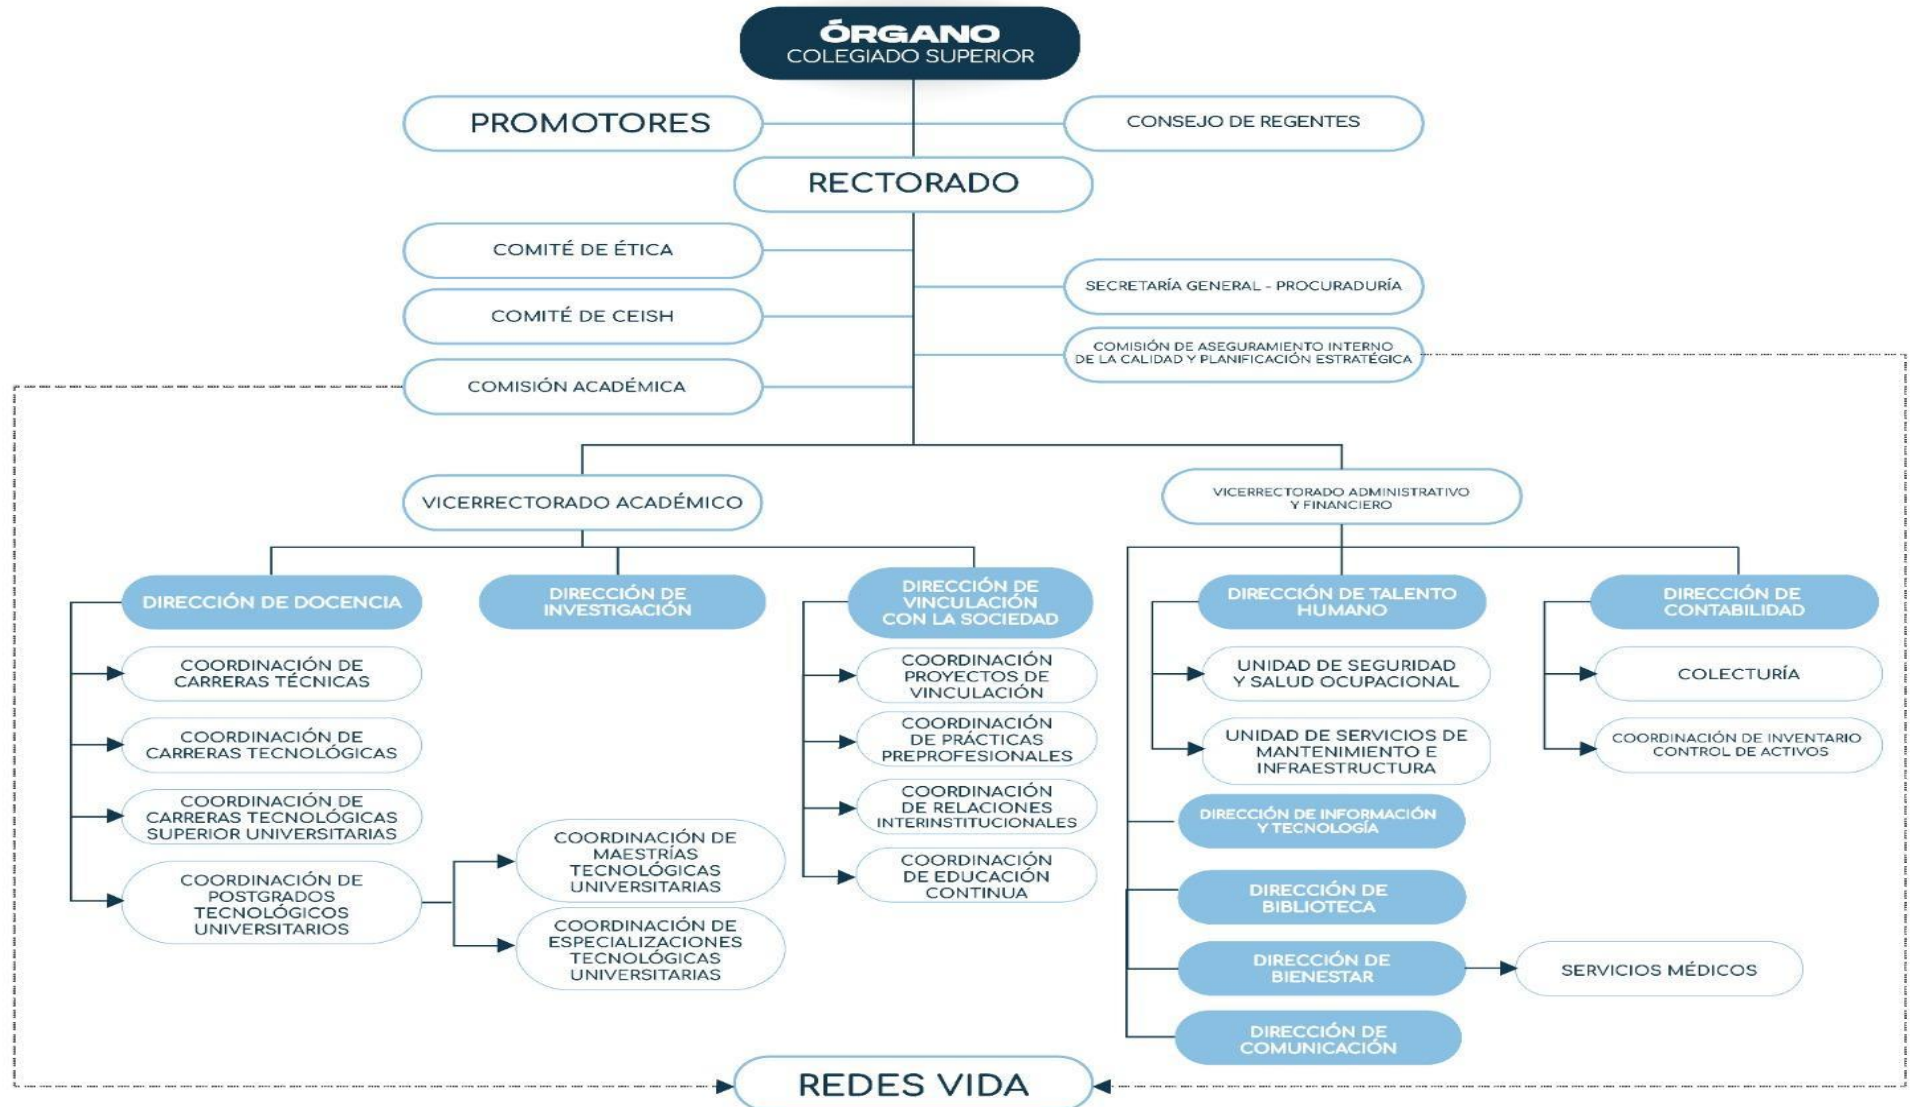 ÓRGANO
COLEGIADO SUPERIOR
PROMOTORES
CONSEJO DE REGENTES
RECTORADO
COMITÉ DE ÉTICA
SECRETARÍA GENERAL - PROCURADURÍA
COMITÉ DE CEISH
COMISIÓN DE ASEGURAMIENTO INTERNO
DE LA CALIDAD Y PLANIFICACIÓN ESTRATÉGICA
COMISIÓN ACADÉMICA
VICERRECTORADO ACADÉMICO
VICERRECTORADO ADMINISTRATIVO
Y FINANCIERO
DIRECCIÓN DE DOCENCIA
DIRECCIÓN DE
INVESTIGACIÓN
DIRECCIÓN DE
VINCULACIÓN
CON LA SOCIEDAD
DIRECCIÓN DE TALENTO
HUMANO
DIRECCIÓN DE
CONTABILIDAD
COORDINACIÓN DE
CARRERAS TÉCNICAS
COORDINACIÓN DE
CARRERAS TECNOLÓGICAS
COORDINACIÓN DE
CARRERAS TECNOLÓGICAS
SUPERIOR UNIVERSITARIAS
COORDINACIÓN DE
POSTGRADOS
TECNOLÓGICOS
UNIVERSITARIOS
COORDINACIÓN DE
MAESTRÍAS
TECNOLÓGICAS
UNIVERSITARIAS
COORDINACIÓN DE
ESPECIALIZACIONES
TECNOLÓGICAS
UNIVERSITARIAS
COORDINACIÓN
PROYECTOS DE
VINCULACIÓN
COORDINACIÓN
DE PRÁCTICAS
PREPROFESIONALES
COORDINACIÓN
DE RELACIONES
INTERINSTITUCIONALES
COORDINACIÓN
DE EDUCACIÓN
CONTINUA
UNIDAD DE SEGURIDAD
Y SALUD OCUPACIONAL
UNIDAD DE SERVICIOS DE
MANTENIMIENTO E
INFRAESTRUCTURA
COLECTURÍA
COORDINACIÓN DE INVENTARIO
CONTROL DE ACTIVOS
DIRECCIÓN DE INFORMACIÓN
Y TECNOLOGÍA
DIRECCIÓN DE
BIBLIOTECA
DIRECCIÓN DE
BIENESTAR
SERVICIOS MÉDICOS
DIRECCIÓN DE
COMUNICACIÓN
REDES VIDA